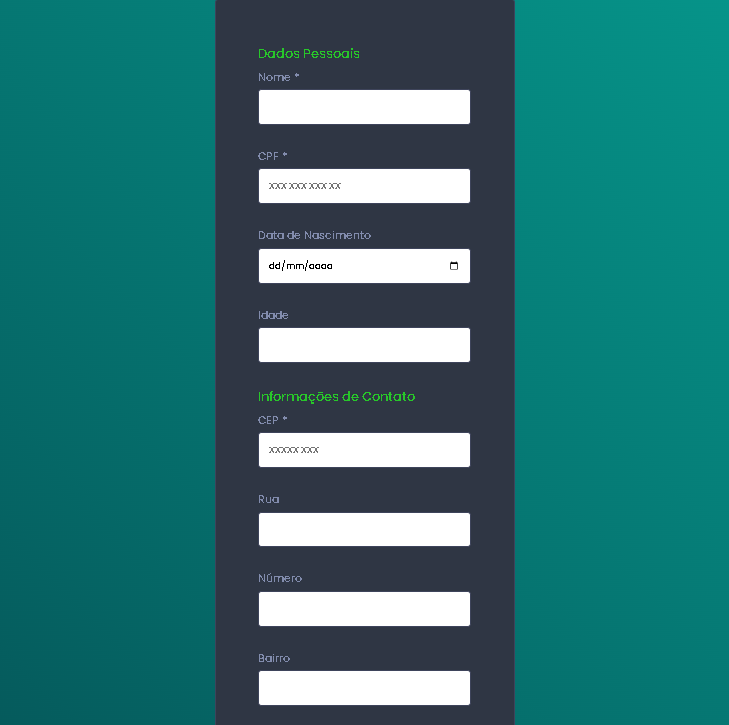 Dados Pessoais
Nome *
CPF *
XXX XXX XXX XX
Data de Nascimento
dd/mm/aaaa
Idade
Informações de Contato
CEP *
XXXXX XXX
Rua
Número
Bairro